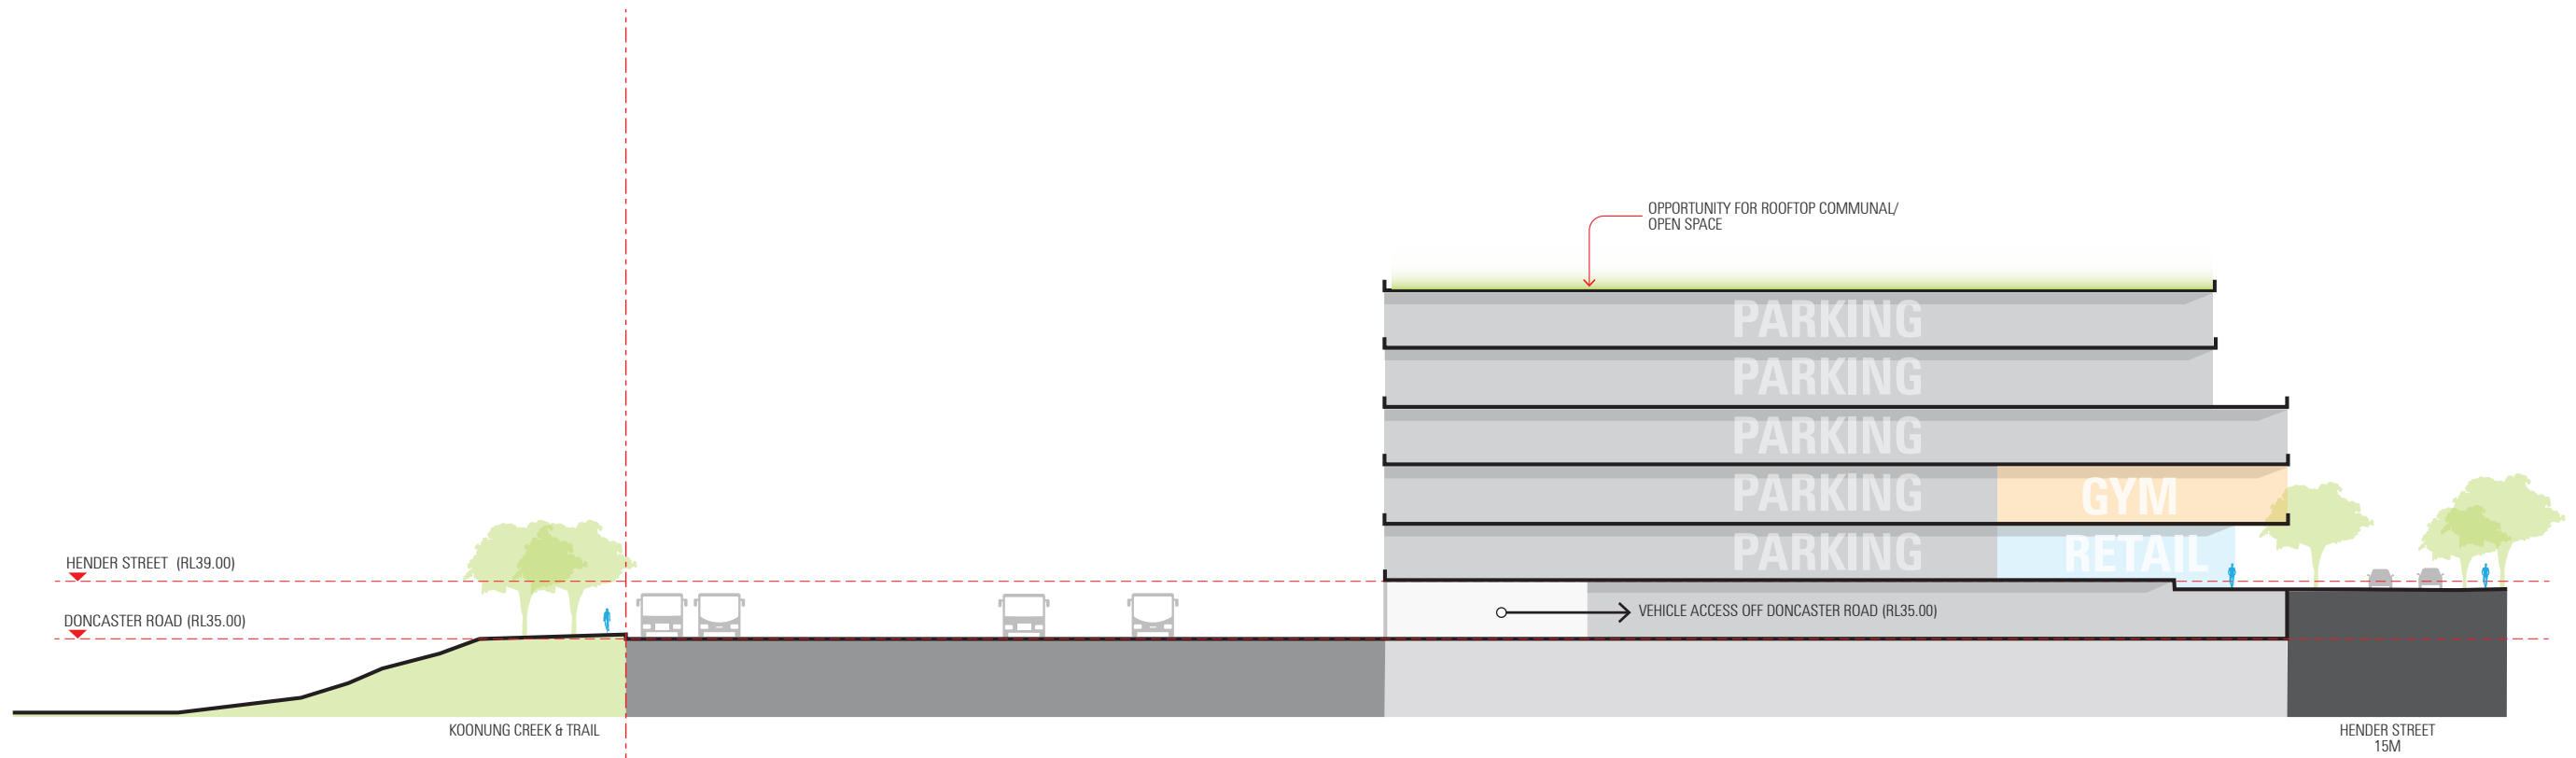 OPPORTUNITY FOR ROOFTOP COMMUNAL/
OPEN SPACE
PARKING
PARKING
PARKING
PARKING
GYM
PARKING
RETAIL
HENDER STREET (RL39.00)
DONCASTER ROAD (RL35.00)
VEHICLE ACCESS OFF DONCASTER ROAD (RL35.00)
KOONUNG CREEK & TRAIL
HENDER STREET
15M